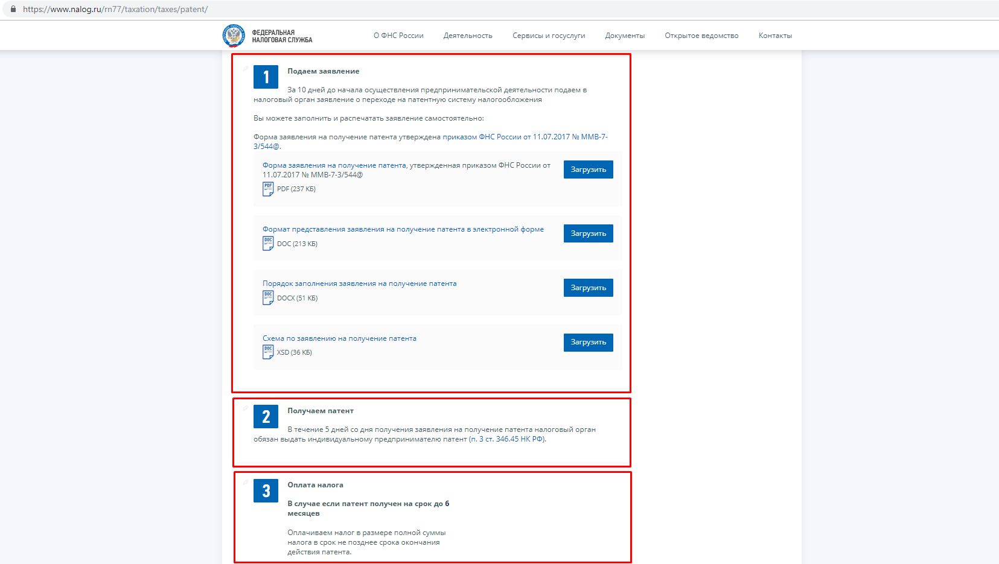 https://www.nalog.ru/rn77/taxation/taxes/patent/
ФЕДЕРАЛЬНАЯ
НАЛОГОВАЯ СЛУЖБА
О ФНС России
Деятельность
Сервисы и госуслуги
Документы
Открытое ведомство
Контакты
1
Подаем заявление
За 10 дней до начала осуществления предпринимательской деятельности подаем в
налоговый орган заявление о переходе на патентную систему налогообложения
Вы можете заполнить и распечатать заявление самостоятельно:
Форма заявления на получение патента утверждена приказом ФНС России от 11.07.2017 № ММВ-7-
3/544@.
Форма заявления на получение патента, утвержденная приказом ФНС России от
11.07.2017 № ММВ-7-3/544@
Загрузить
PDF
PDF (237 КБ)
Формат представления заявления на получение патента в электронной форме
Загрузить
DOC
DOC (213 КБ)
Порядок заполнения заявления на получение патента
Загрузить
DOC
DOCX (51 КБ)
Схема по заявлению на получение патента
Загрузить
DOC
XSD (36 КБ)
2
Получаем патент
В течение 5 дней со дня получения заявления на получение патента налоговый орган
обязан выдать индивидуальному предпринимателю патент (п. 3 ст. 346.45 НК РФ).
3
Оплата налога
В случае если патент получен на срок до 6
месяцев
Оплачиваем налог в размере полной суммы
налога в срок не позднее срока окончания
действия патента.